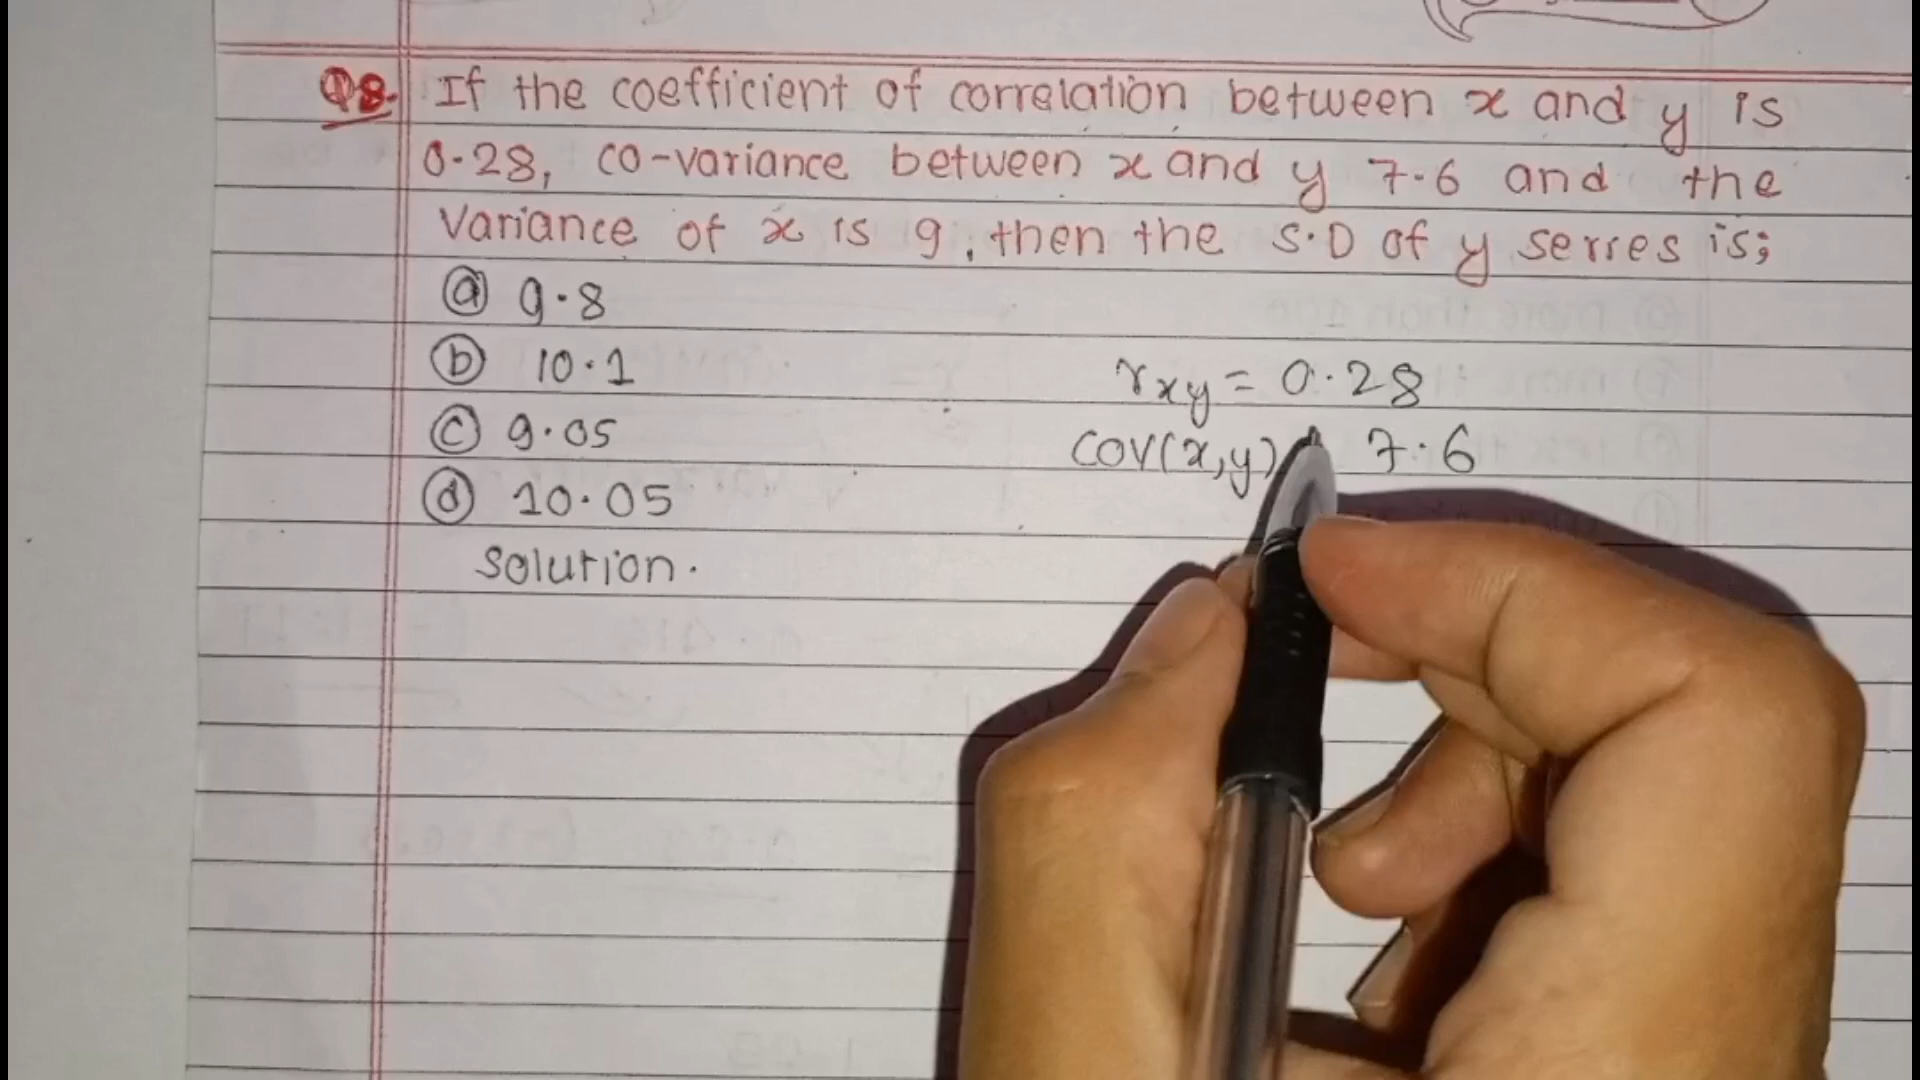 Q8. If the coefficient of correlation between x and y is
0.28, co-variance between x and y 7.6 and the
variance of x is 9, then the S.D of y serres is;
(a) 9.8
(b) 10.1
(c) 9.05
(d) 10.05
Solution.
rxy = 0.28
COV(x,y) 7.6